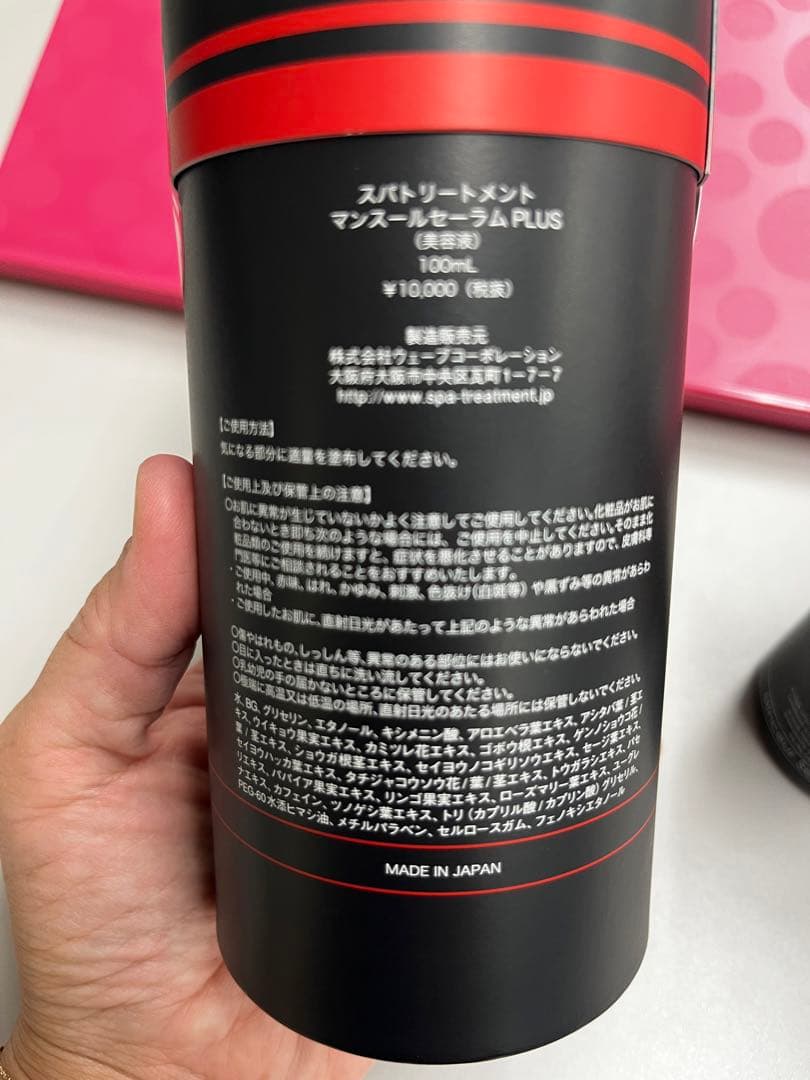 スパトリートメント
マンスールセーラム PLUS
(美容液)
100mL
¥10,000 (税抜)
製造販売元
株式会社ウェーブコーポレーション
大阪府大阪市中央区瓦町1-7-7
http://www.spa-treatment.jp
【ご使用方法】
気になる部分に適量を塗布してください。
【ご使用上及び保管上の注意】
○お肌に異常が生じていないかよく注意してご使用してください。化粧品がお肌に
合わないとき即も次のような場合には、ご使用を中止してください。そのまま化
粧品類のご使用を続けますと、症状を悪化させることがありますので、皮膚科専
門医等にご相談されることをおすすめいたします。
・ご使用中、赤味、はれ、かゆみ、刺激、色抜け(白斑等) や黒ずみ等の異常があらわ
れた場合
・ご使用したお肌に、直射日光があたって上記のような異常があらわれた場合
○傷やはれもの、しっしん等、異常のある部位にはお使いにならないでください。
○目に入ったときは直ちに洗い流してください。
○乳幼児の手の届かないところに保管してください。
○極端に高温又は低温の場所、直射日光のあたる場所には保管しないでください。
水、BG、グリセリン、エタノール、キシメニン酸、アロエベラ葉エキス、アシタバ葉/茎エ
キス、ウイキョウ果実エキス、カミツレ花エキス、ゴボウ根エキス、ゲンノショウコ花/
葉/茎エキス、ショウガ根茎エキス、セイヨウノコギリソウエキス、セージ葉エキス、
セイヨウハッカ葉エキス、タチジャコウソウ花/葉/茎エキス、トウガラシエキス、パセ
リエキス、パパイア果実エキス、リンゴ果実エキス、ローズマリー葉エキス、ユーグレ
ナエキス、カフェイン、ツノゲシ葉エキス、トリ (カプリル酸/カプリン酸) グリセリル、
PEG-60水添ヒマシ油、メチルパラベン、セルロースガム、フェノキシエタノール
MADE IN JAPAN